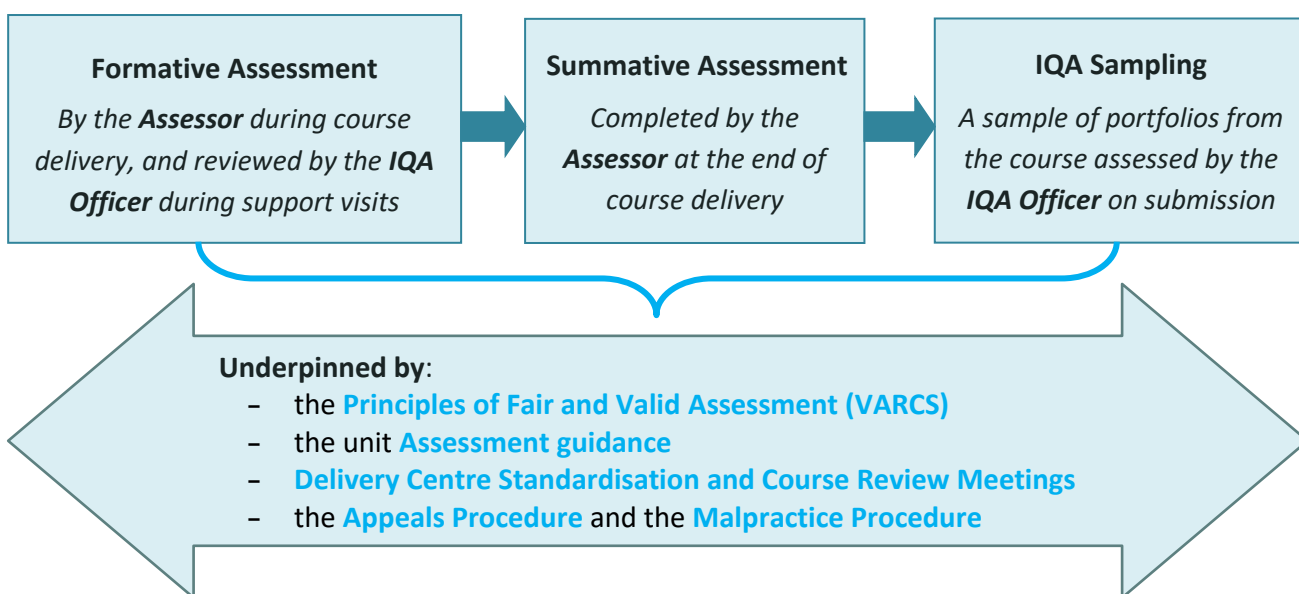 Formative Assessment
By the Assessor during course
delivery, and reviewed by the IQA
Officer during support visits
Summative Assessment
Completed by the
Assessor at the end of
course delivery
IQA Sampling
A sample of portfolios from
the course assessed by the
IQA Officer on submission
Underpinned by:
- the Principles of Fair and Valid Assessment (VARCS)
- the unit Assessment guidance
- Delivery Centre Standardisation and Course Review Meetings
- the Appeals Procedure and the Malpractice Procedure